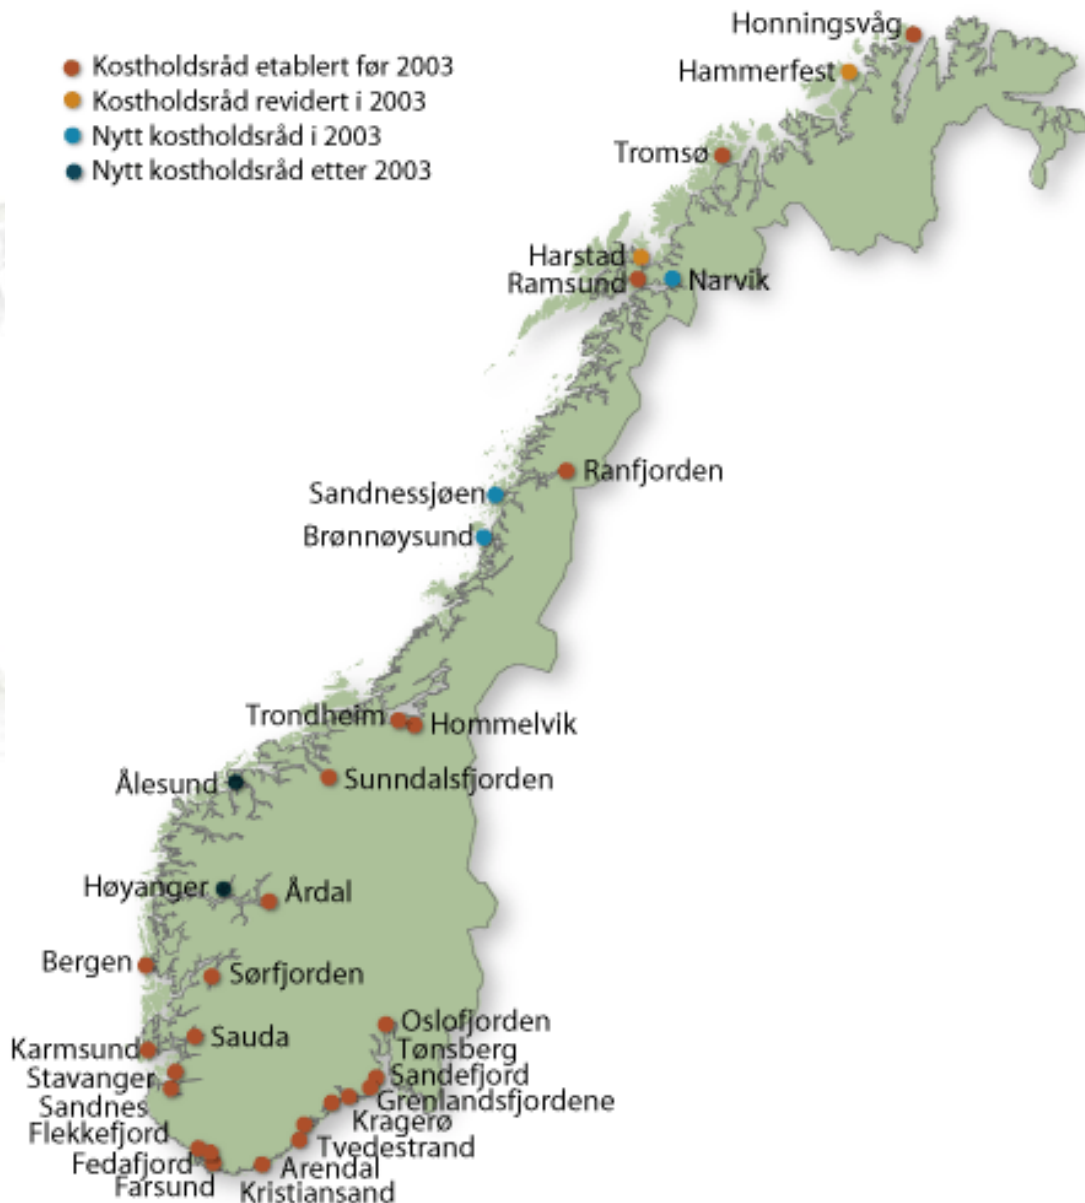 Kostholdsråd etablert før 2003
Kostholdsråd revidert i 2003
Nytt kostholdsråd i 2003
Nytt kostholdsråd etter 2003
Honningsvåg
Hammerfest
Tromsø
Harstad
Ramsund
Narvik
Ranfjorden
Sandnessjøen
Brønnøysund
Trondheim
Hommelvik
Ålesund
Sunndalsfjorden
Høyanger
Årdal
Bergen
Sørfjorden
Oslofjorden
Sauda
Karmsund
Tønsberg
Stavanger
Sandefjord
Sandnes
Grenlandsfjordene
Kragerø
Flekkefjord
Tvedestrand
Fedafjord
Arendal
Farsund
Kristiansand